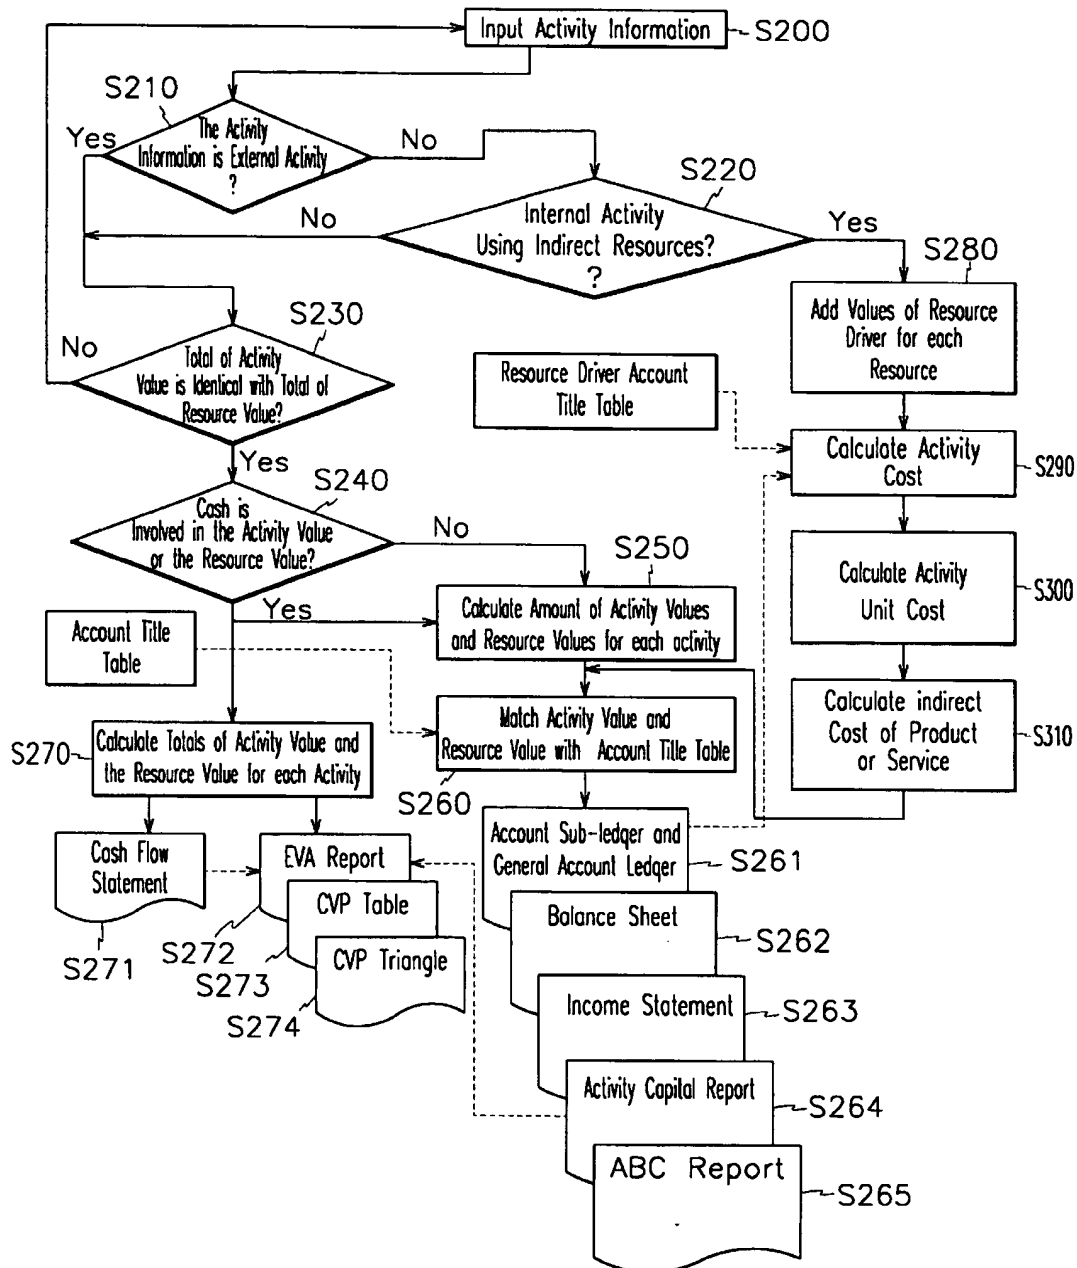 Input Activity Information
S200
S210
The Activity
Information is External Activity
?
Yes
No
S220
Internal Activity
Using Indirect Resources?
?
No
Yes
S280
Add Values of Resource
Driver for each
Resource
S230
Total of Activity
Value is Identical with Total of
Resource Value?
No
Yes
Resource Driver Account
Title Table
Calculate Activity
Cost
S290
S240
Cash is
Involved in the Activity Value
or the Resource Value?
No
Yes
S250
Calculate Amount of Activity Values
and Resource Values for each activity
Calculate Activity
Unit Cost
S300
Account Title
Table
Match Activity Value and
Resource Value with Account Title Table
S260
Calculate indirect
Cost of Product
or Service
S310
S270
Calculate Totals of Activity Value and
the Resource Value for each Activity
Cash Flow
Statement
S271
EVA Report
S272
CVP Table
S273
CVP Triangle
S274
Account Sub-ledger and
General Account Ledger
S261
Balance Sheet
S262
Income Statement
S263
Activity Capital Report
S264
ABC Report
S265